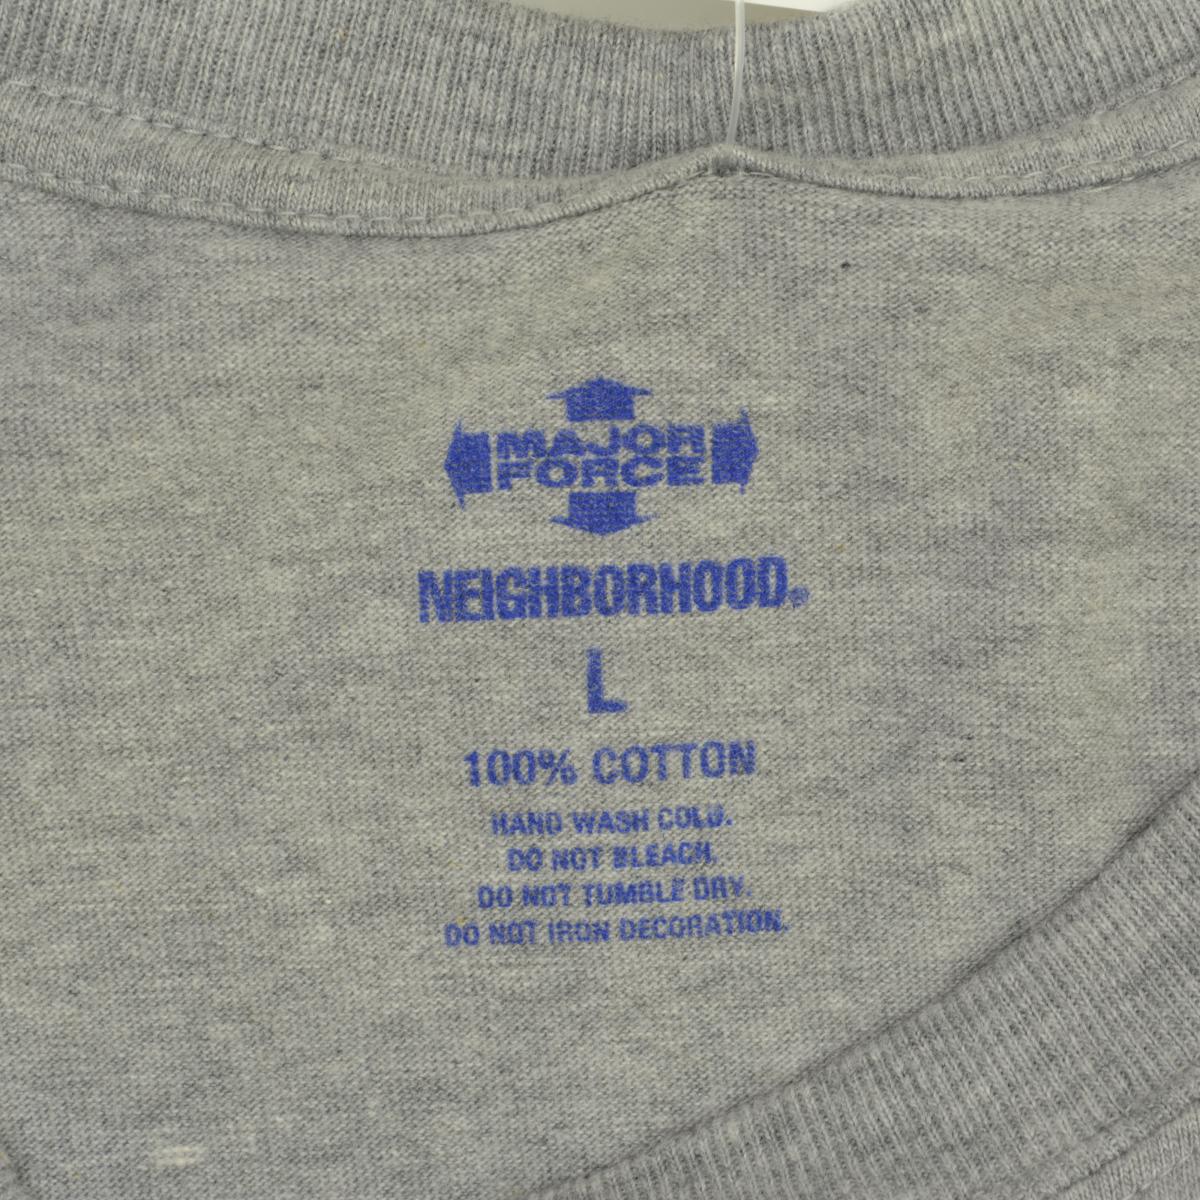 MAJOR
FORCE
NEIGHBORHOOD®
L
100% COTTON
HAND WASH COLD.
DO NOT BLEACH.
DO NOT TUMBLE DRY.
DO NOT IRON DECORATION.